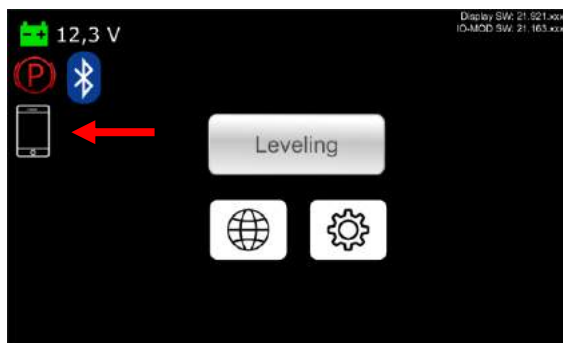 Display SW: 21.921.xxx
IO-MOD SW: 21.163.xxx
12,3 V
P
Leveling